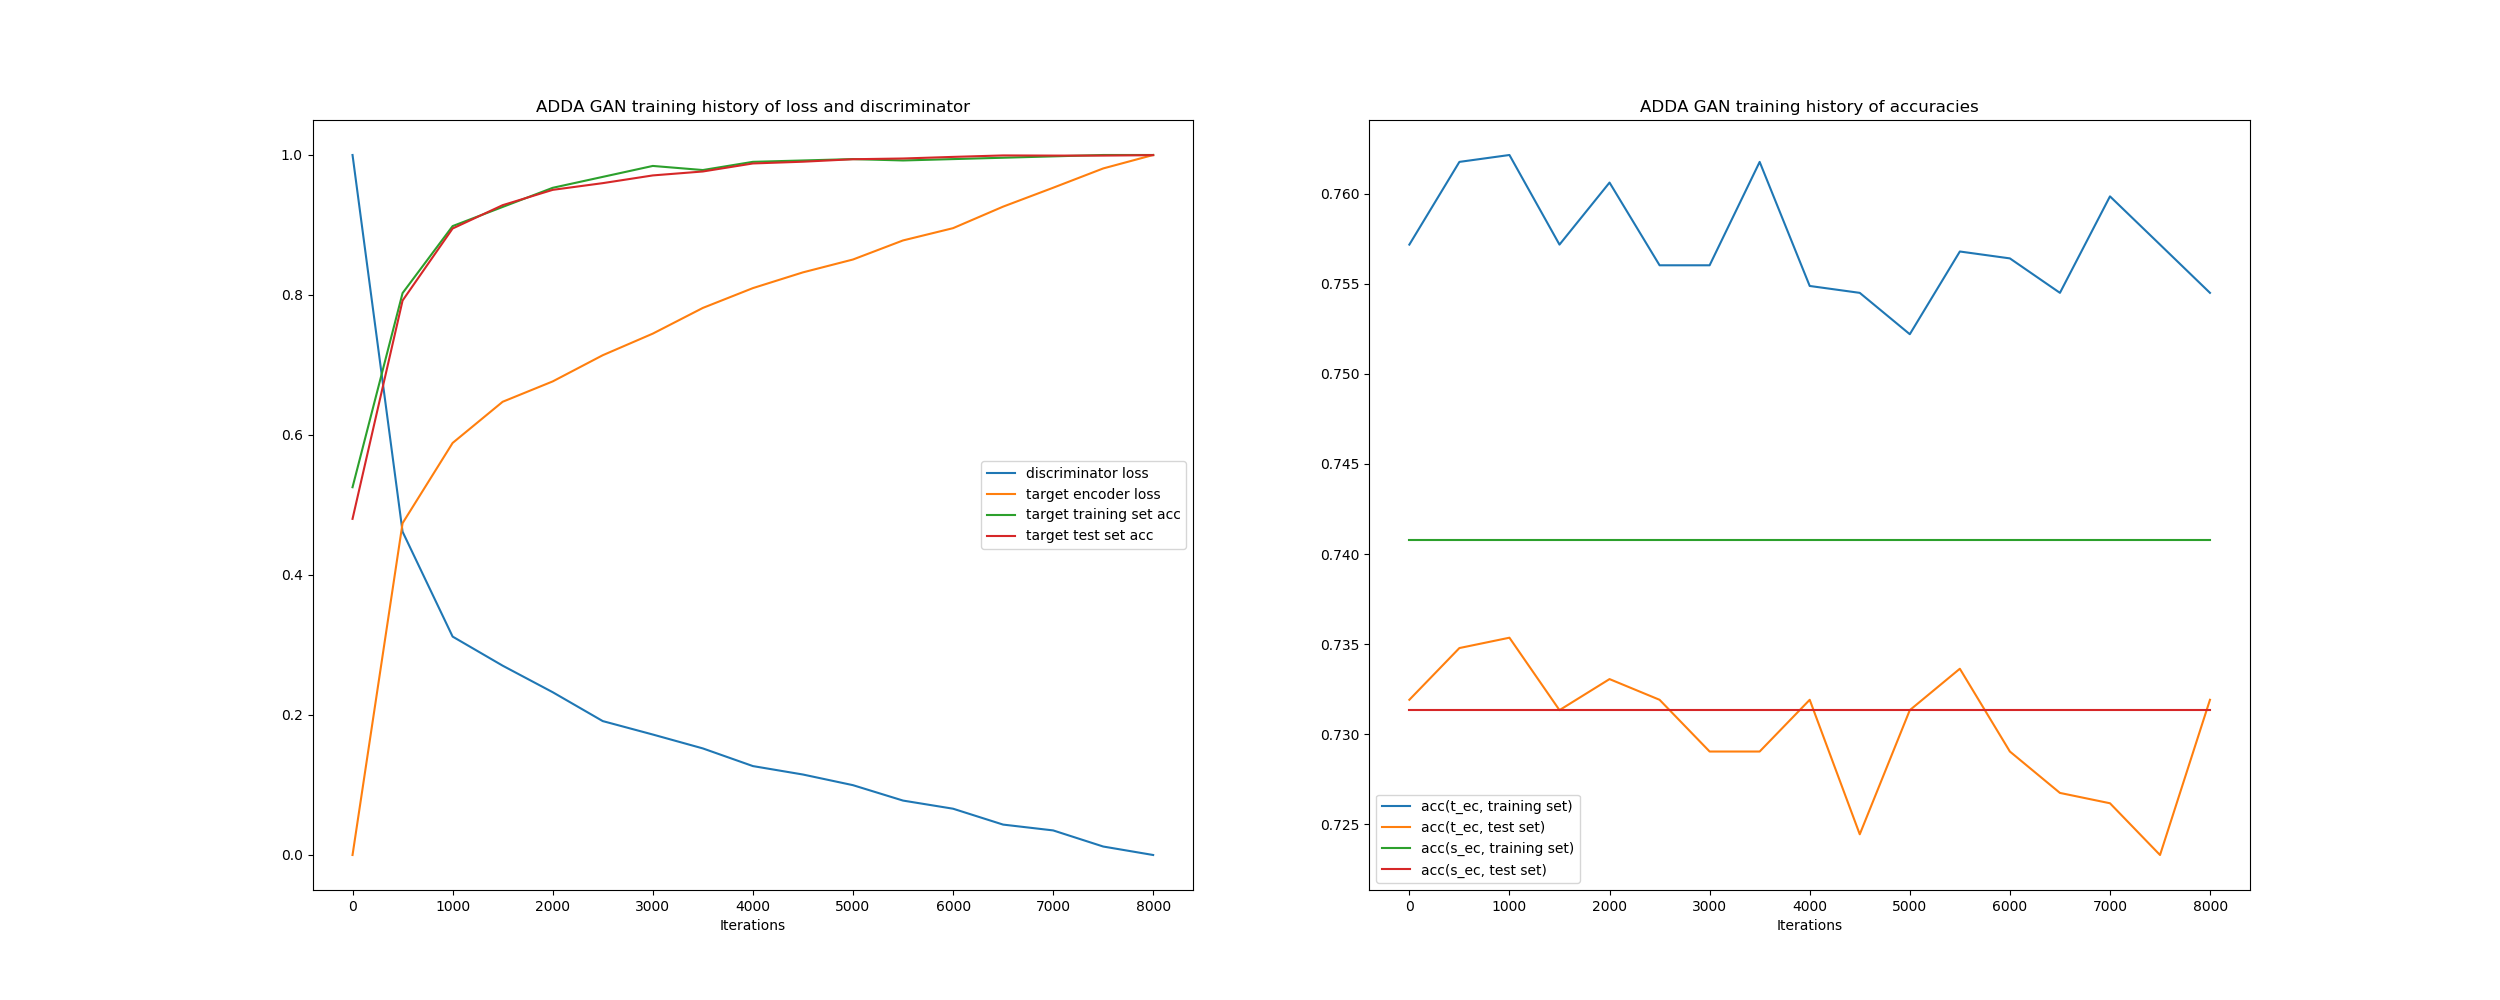 ADDA GAN training history of loss and discriminator
1.0
0.8
0.6
0.4
0.2
0.0
0 1000 2000 3000 4000 5000 6000 7000 8000
Iterations
discriminator loss
target encoder loss
target training set acc
target test set acc
ADDA GAN training history of accuracies
0.760
0.755
0.750
0.745
0.740
0.735
0.730
0.725
0 1000 2000 3000 4000 5000 6000 7000 8000
Iterations
acc(t_ec, training set)
acc(t_ec, test set)
acc(s_ec, training set)
acc(s_ec, test set)